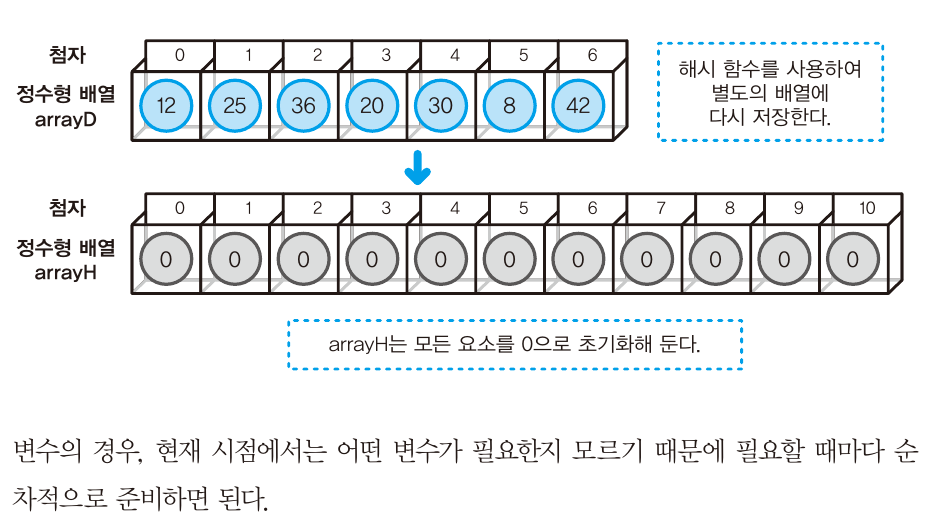 첨자 0 1 2 3 4 5 6
정수형 배열
arrayD
12 25 36 20 30 8 42
해시 함수를 사용하여
별도의 배열에
다시 저장한다.
첨자 0 1 2 3 4 5 6 7 8 9 10
정수형 배열
arrayH
0 0 0 0 0 0 0 0 0 0 0
arrayH는 모든 요소를 0으로 초기화해 둔다.
변수의 경우, 현재 시점에서는 어떤 변수가 필요한지 모르기 때문에 필요할 때마다 순
차적으로 준비하면 된다.